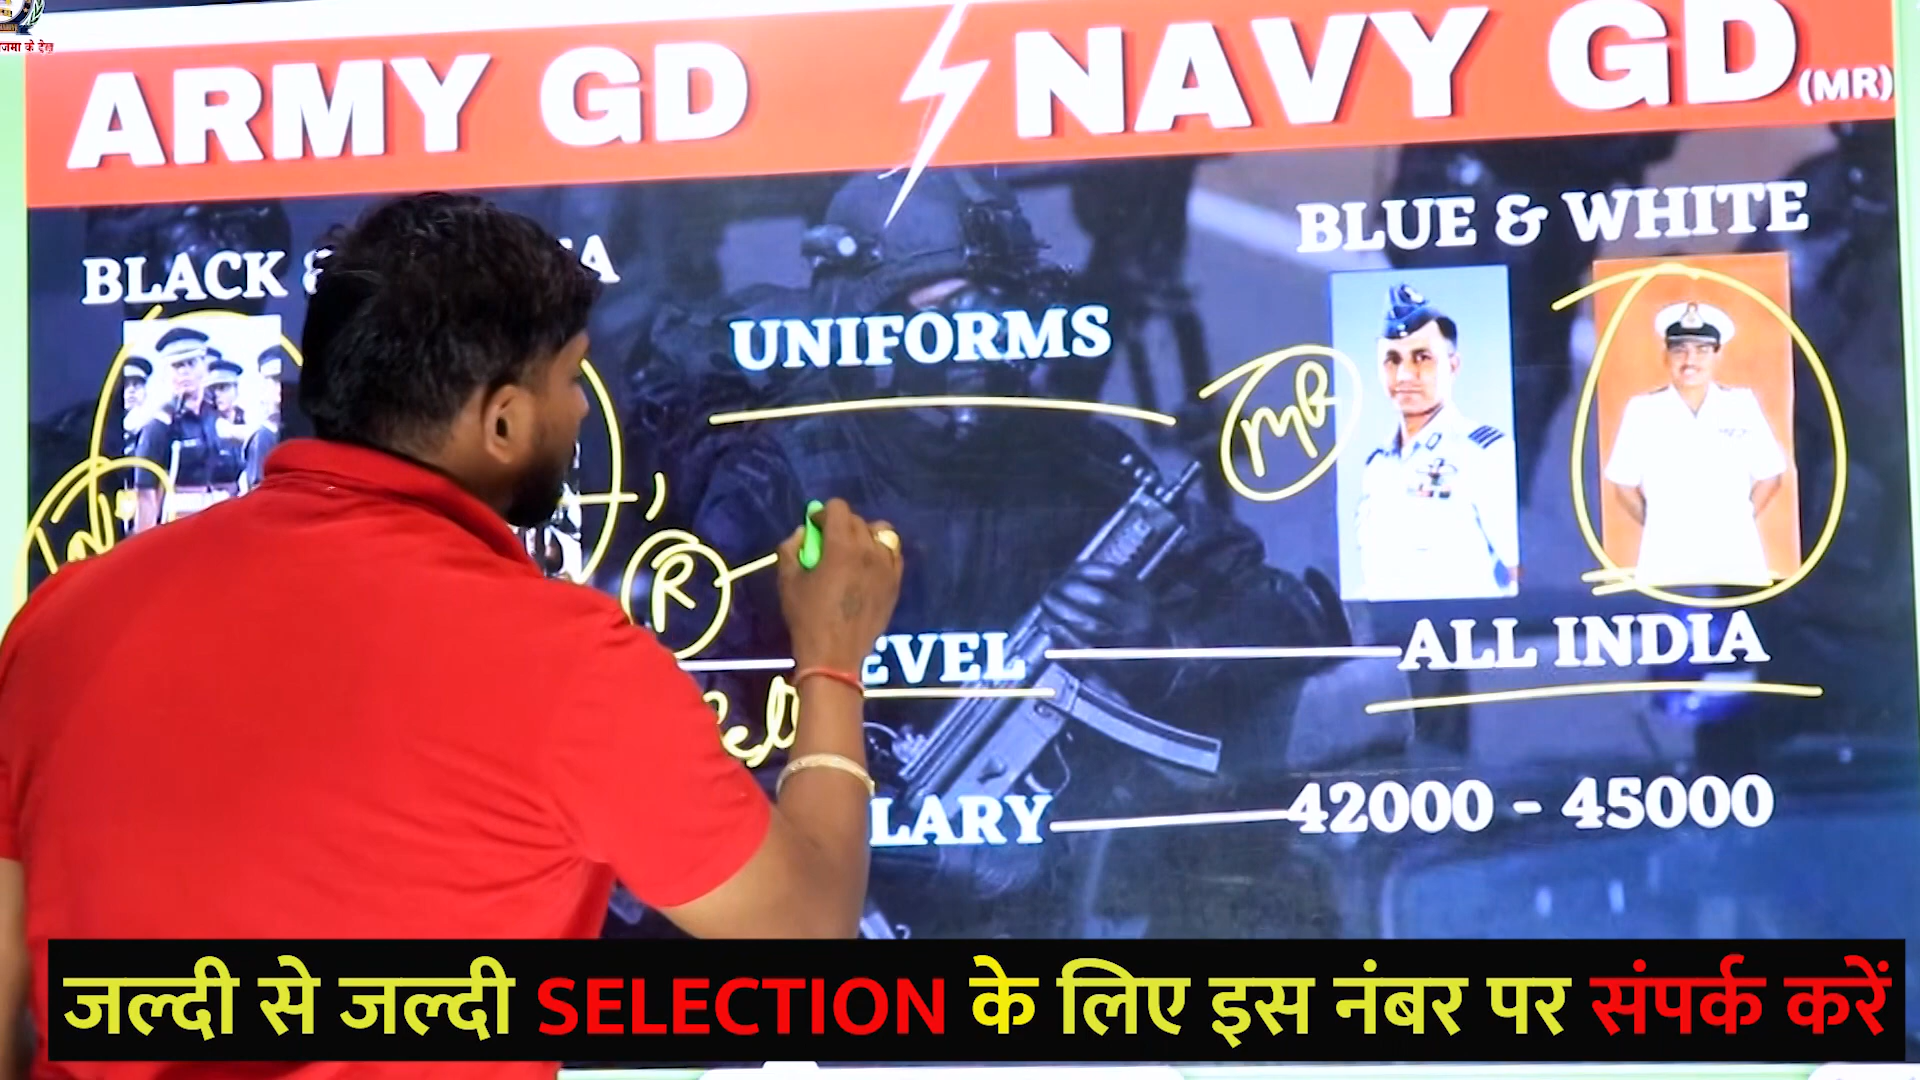 जमा के देख
ARMY GD NAVY GD (MR)
BLACK & A
BLUE & WHITE
UNIFORMS
MR
R
EVEL ALL INDIA
LARY 42000 - 45000
जल्दी से जल्दी SELECTION के लिए इस नंबर पर संपर्क करें